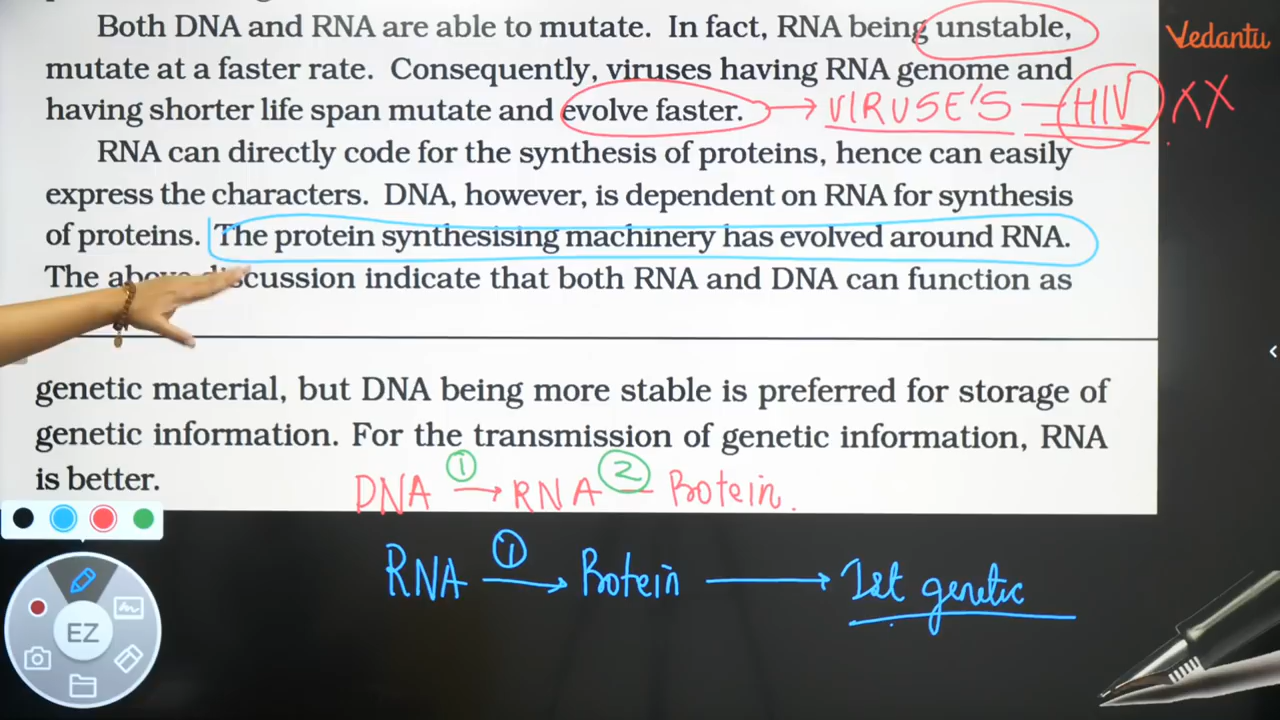 Both DNA and RNA are able to mutate. In fact, RNA being unstable,
Vedantu
mutate at a faster rate. Consequently, viruses having RNA genome and
having shorter life span mutate and evolve faster. → VIRUSE'S — HIV XX
RNA can directly code for the synthesis of proteins, hence can easily
express the characters. DNA, however, is dependent on RNA for synthesis
of proteins. The protein synthesising machinery has evolved around RNA.
The above discussion indicate that both RNA and DNA can function as
genetic material, but DNA being more stable is preferred for storage of
genetic information. For the transmission of genetic information, RNA
is better.
DNA ① → RNA ② — Protein.
RNA ① → Protein → 1st genetic
EZ